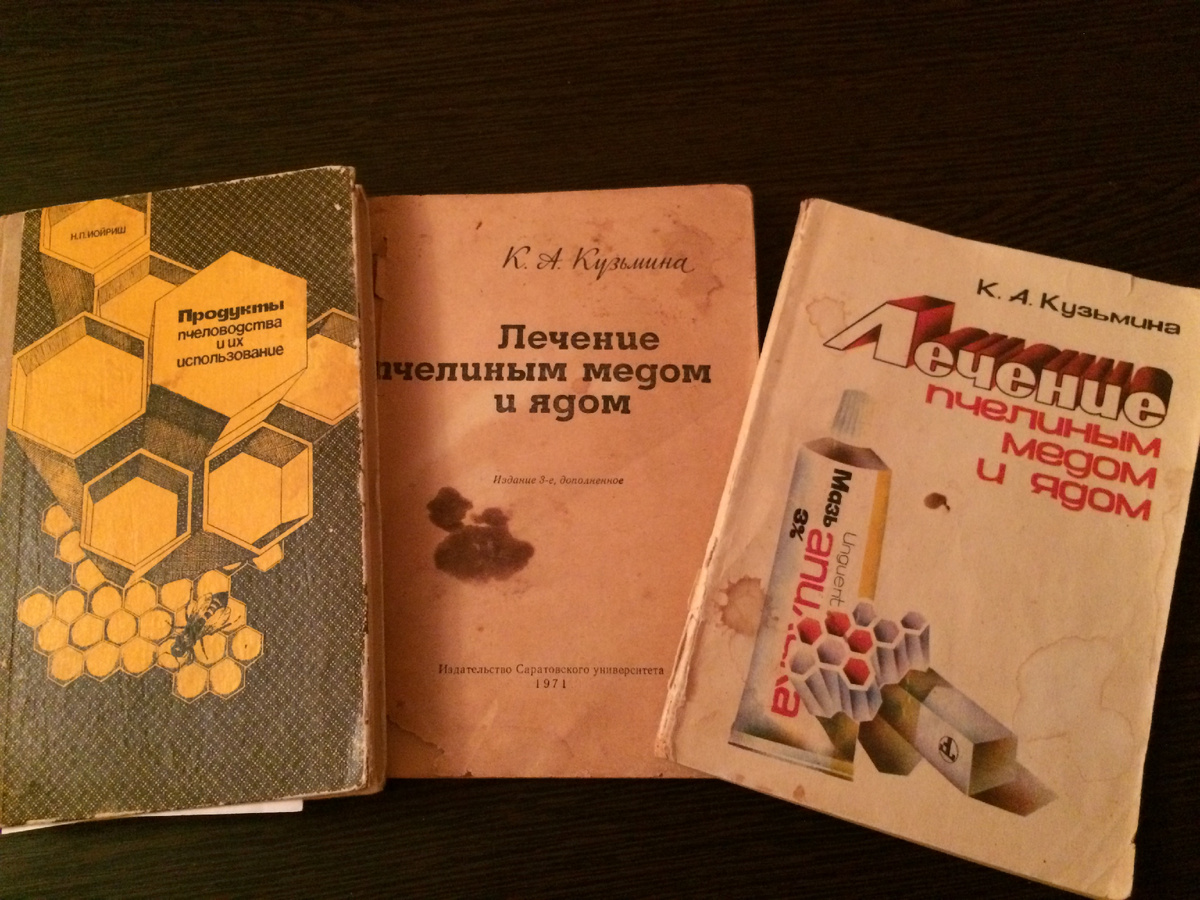 Н.П.ИОЙРИШ
Продукты
пчеловодства
и их
использование
К. А. Кузьмина
Лечение
пчелиным медом
и ядом
Издание 3-е, дополненное
Издательство Саратовского университета
1971
К. А. Кузьмина
Лечение
пчелиным
медом
и ядом
Мазь
3%
Unguent